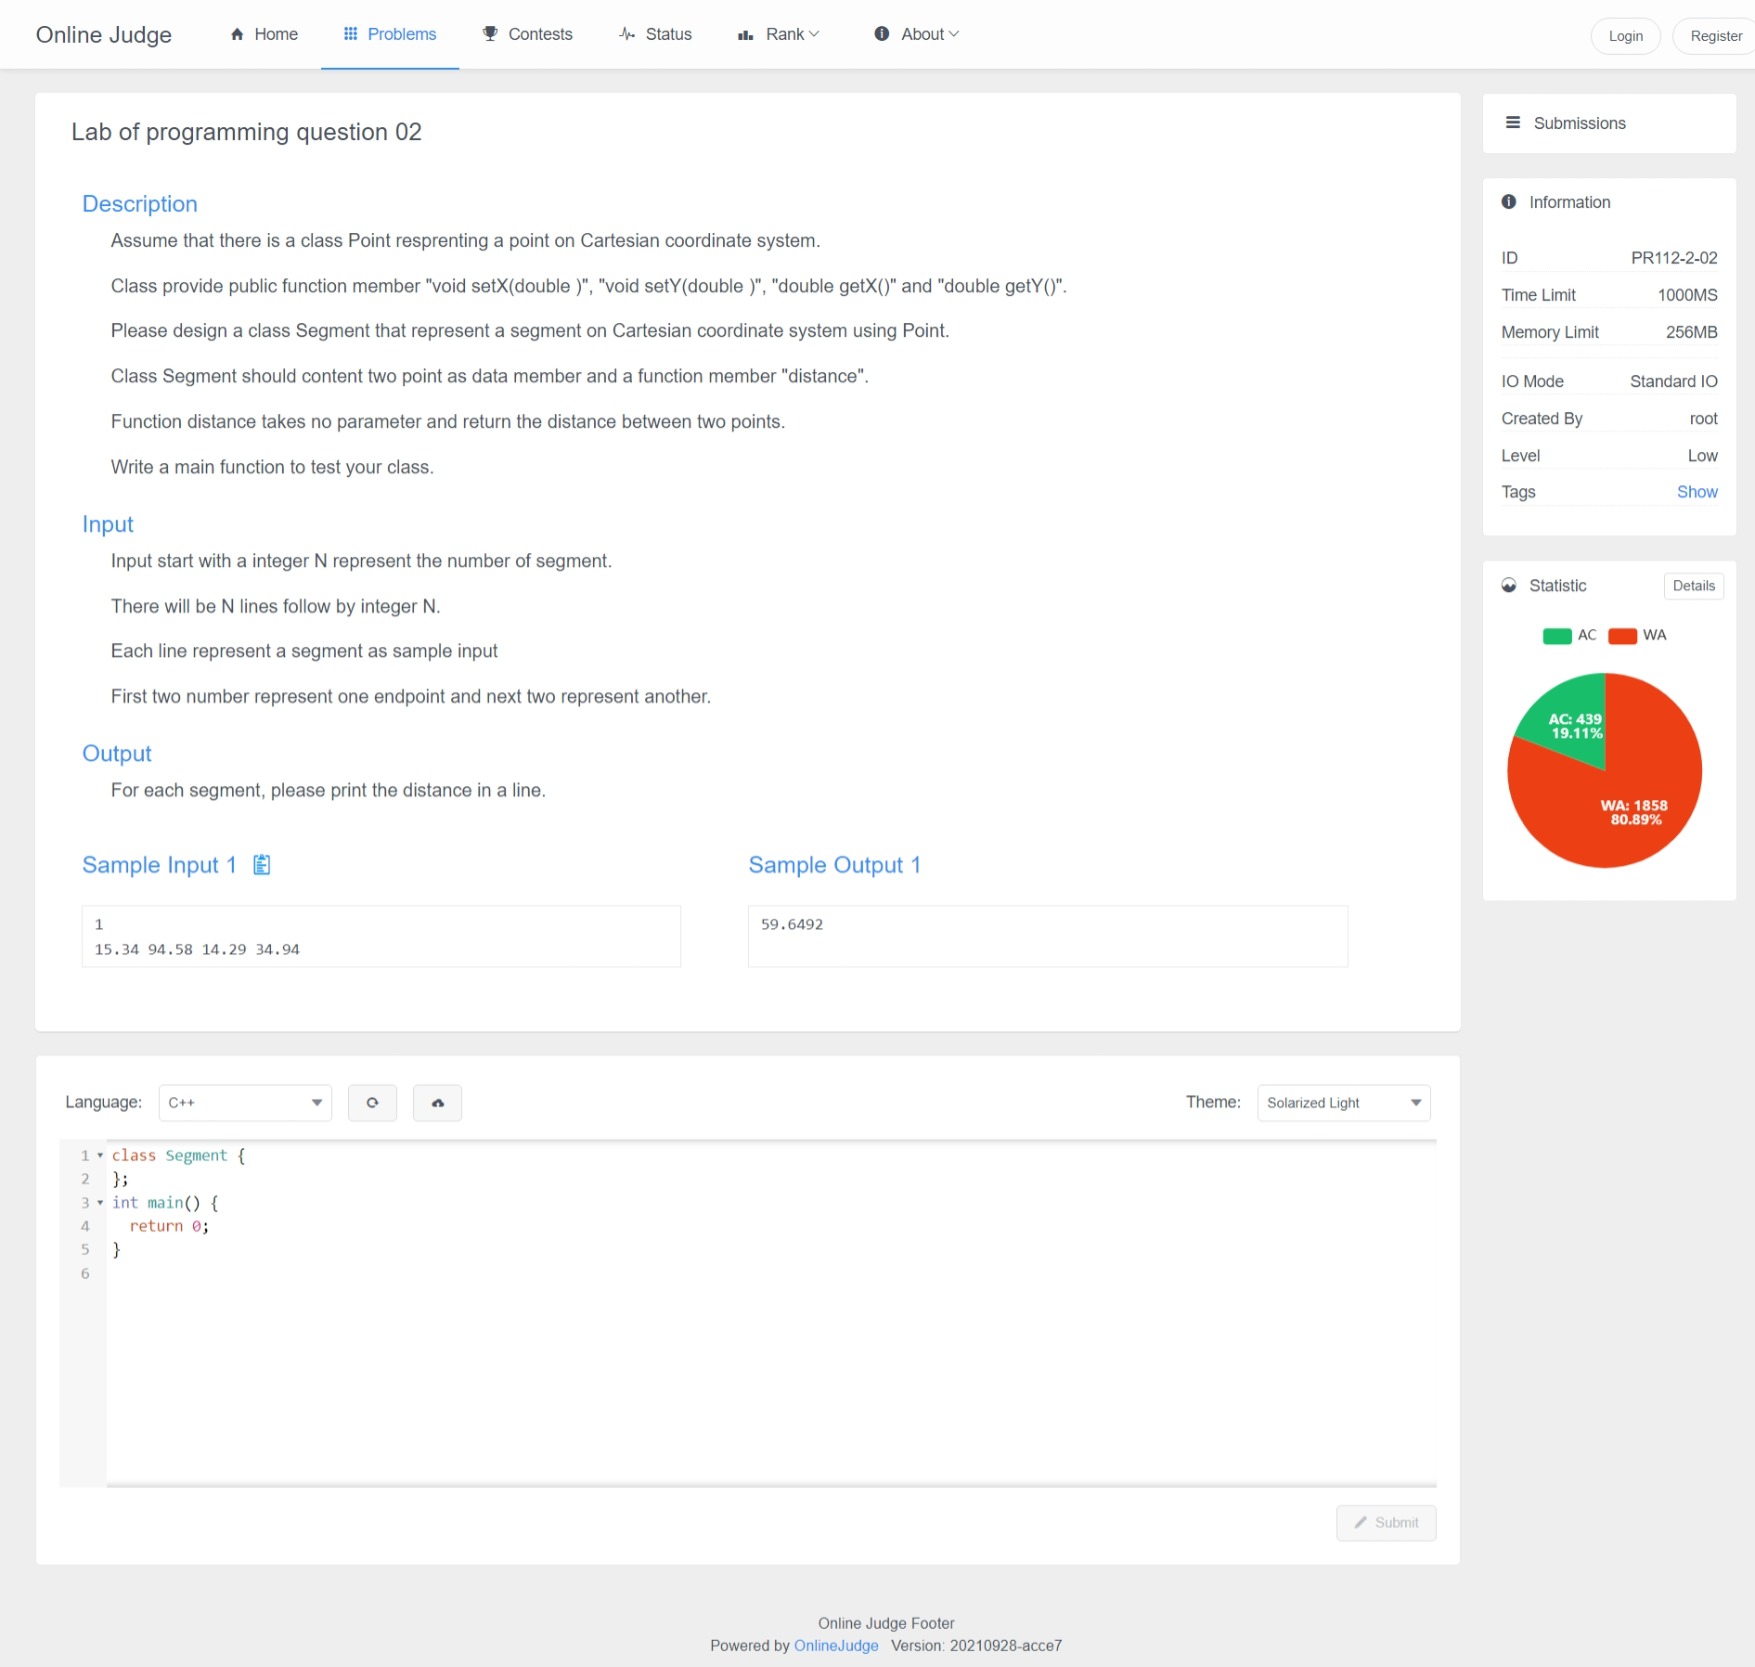 Online Judge
Home
Problems
Contests
Status
Rank
About
Login
Register
Lab of programming question 02
Description
Assume that there is a class Point resprenting a point on Cartesian coordinate system.
Class provide public function member "void setX(double )", "void setY(double )", "double getX()" and "double getY()".
Please design a class Segment that represent a segment on Cartesian coordinate system using Point.
Class Segment should content two point as data member and a function member "distance".
Function distance takes no parameter and return the distance between two points.
Write a main function to test your class.
Input
Input start with a integer N represent the number of segment.
There will be N lines follow by integer N.
Each line represent a segment as sample input
First two number represent one endpoint and next two represent another.
Output
For each segment, please print the distance in a line.
Sample Input 1
1
15.34 94.58 14.29 34.94
Sample Output 1
59.6492
Submissions
Information
ID PR112-2-02
Time Limit 1000MS
Memory Limit 256MB
IO Mode Standard IO
Created By root
Level Low
Tags Show
Statistic
Details
AC WA
AC: 439
19.11%
WA: 1858
80.89%
Language: C++
Theme: Solarized Light
1 class Segment {
2 };
3 int main() {
4 return 0;
5 }
6
Submit
Online Judge Footer
Powered by OnlineJudge Version: 20210928-acce7